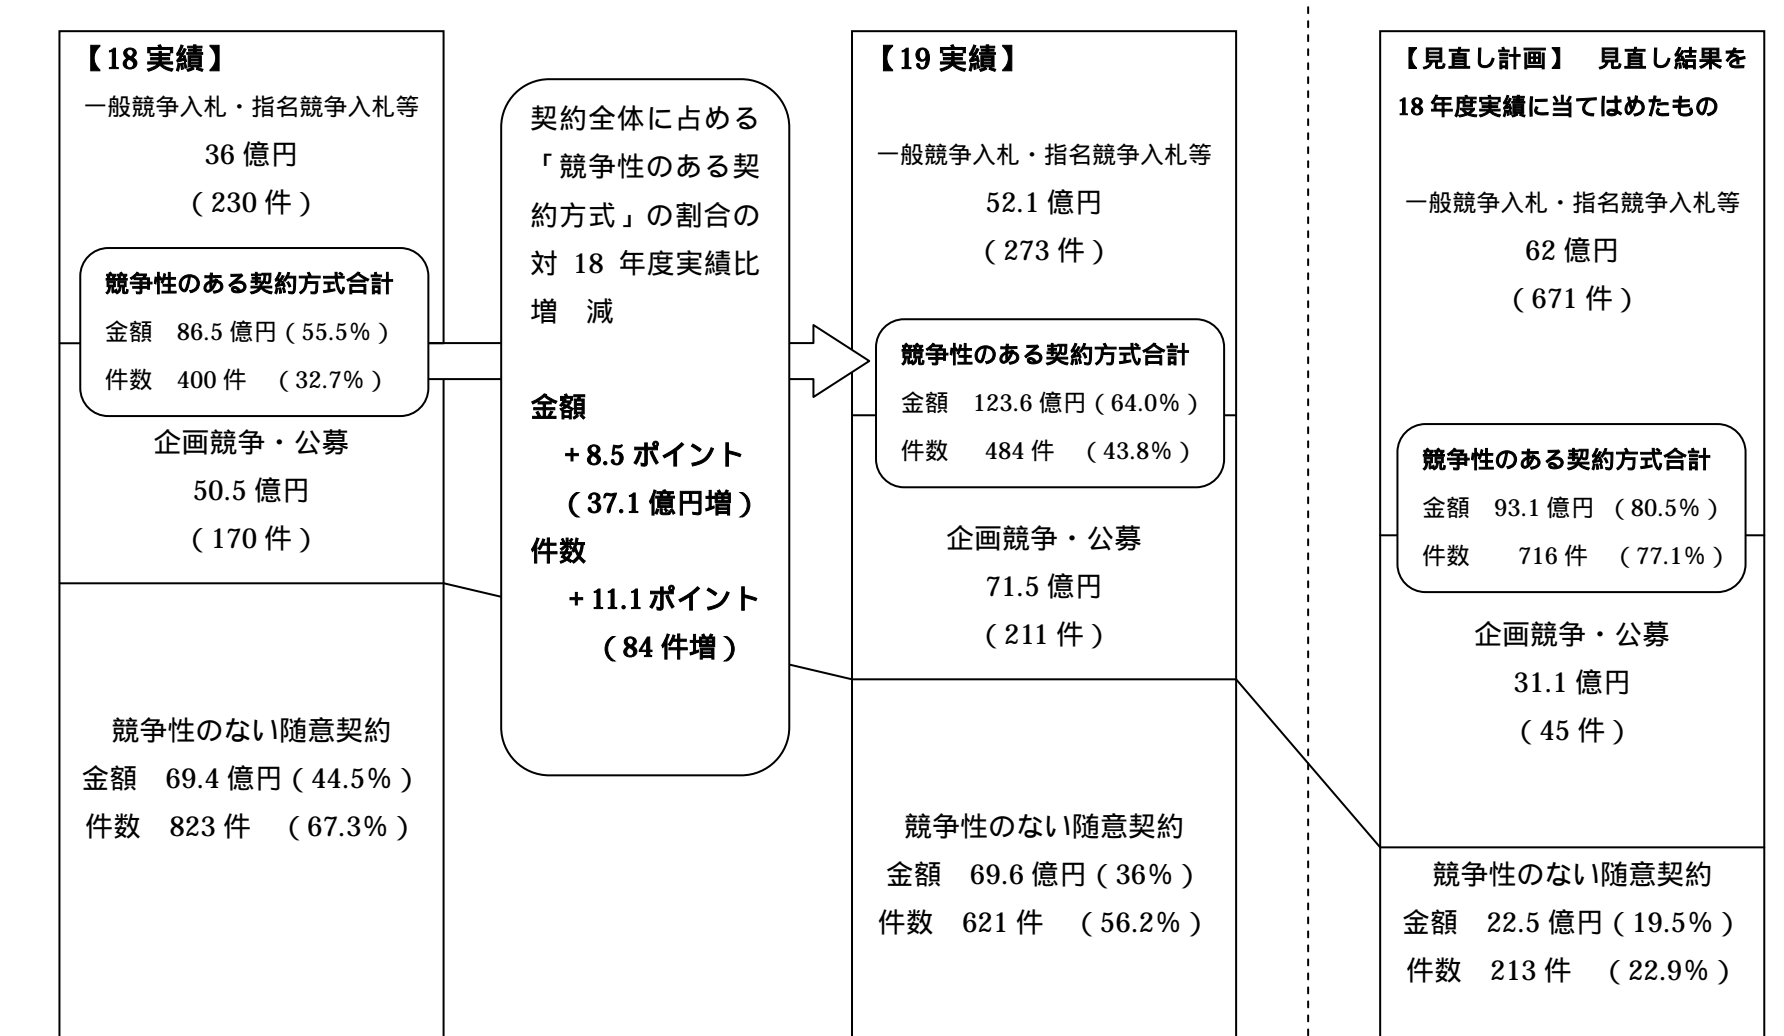 【18 実績】
一般競争入札・指名競争入札等
36 億円
( 230 件 )
競争性のある契約方式合計
金額 86.5 億円 ( 55.5% )
件数 400 件 ( 32.7% )
企画競争・公募
50.5 億円
( 170 件 )
競争性のない随意契約
金額 69.4 億円 ( 44.5% )
件数 823 件 ( 67.3% )
契約全体に占める
「競争性のある契
約方式」の割合の
対 18 年度実績比
増 減
金額
+ 8.5 ポイント
( 37.1 億円増 )
件数
+ 11.1 ポイント
( 84 件増 )
【19 実績】
一般競争入札・指名競争入札等
52.1 億円
( 273 件 )
競争性のある契約方式合計
金額 123.6 億円 ( 64.0% )
件数 484 件 ( 43.8% )
企画競争・公募
71.5 億円
( 211 件 )
競争性のない随意契約
金額 69.6 億円 ( 36% )
件数 621 件 ( 56.2% )
【見直し計画】 見直し結果を
18 年度実績に当てはめたもの
一般競争入札・指名競争入札等
62 億円
( 671 件 )
競争性のある契約方式合計
金額 93.1 億円 ( 80.5% )
件数 716 件 ( 77.1% )
企画競争・公募
31.1 億円
( 45 件 )
競争性のない随意契約
金額 22.5 億円 ( 19.5% )
件数 213 件 ( 22.9% )